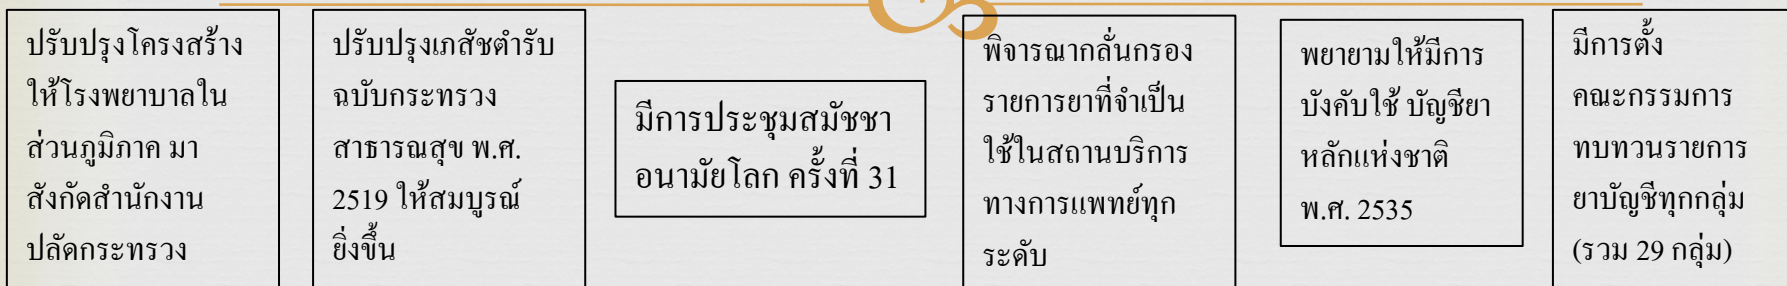 ปรับปรุงโครงสร้าง
ให้โรงพยาบาลใน
ส่วนภูมิภาค มา
สังกัดสำนักงาน
ปลัดกระทรวง
ปรับปรุงเภสัชตำรับ
ฉบับกระทรวง
สาธารณสุข พ.ศ.
2519 ให้สมบูรณ์
ยิ่งขึ้น
มีการประชุมสมัชชา
อนามัยโลก ครั้งที่ 31
พิจารณากลั่นกรอง
รายการยาที่จำเป็น
ใช้ในสถานบริการ
ทางการแพทย์ทุก
ระดับ
พยายามให้มีการ
บังคับใช้ บัญชียา
หลักแห่งชาติ
พ.ศ. 2535
มีการตั้ง
คณะกรรมการ
ทบทวนรายการ
ยาบัญชีทุกกลุ่ม
(รวม 29 กลุ่ม)